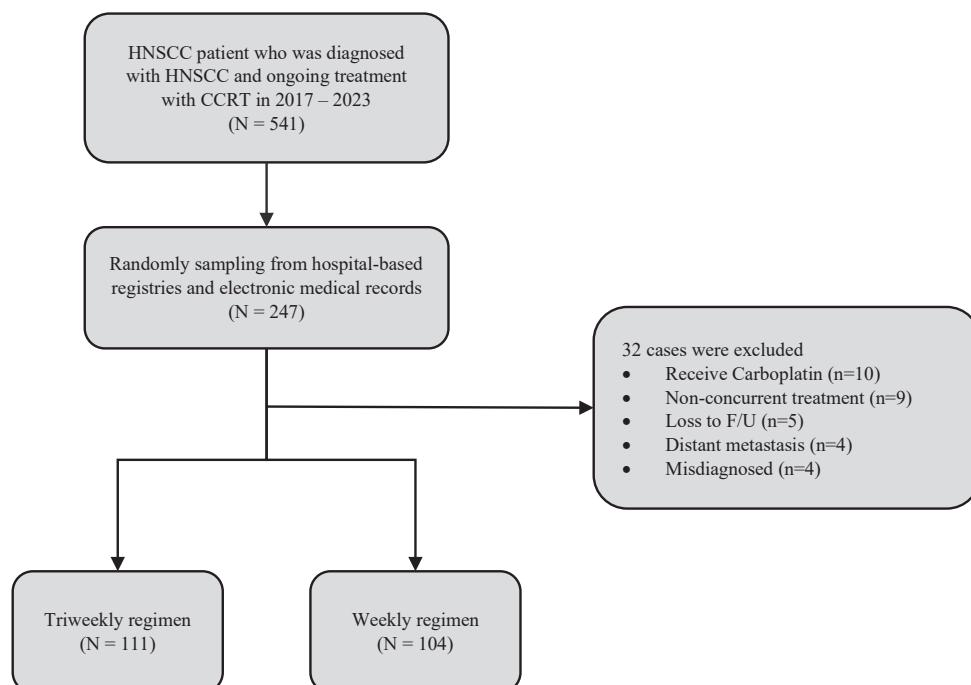 HNSCC patient who was diagnosed
with HNSCC and ongoing treatment
with CCRT in 2017 – 2023
(N = 541)
Randomly sampling from hospital-based
registries and electronic medical records
(N = 247)
32 cases were excluded
• Receive Carboplatin (n=10)
• Non-concurrent treatment (n=9)
• Loss to F/U (n=5)
• Distant metastasis (n=4)
• Misdiagnosed (n=4)
Triweekly regimen
(N = 111)
Weekly regimen
(N = 104)